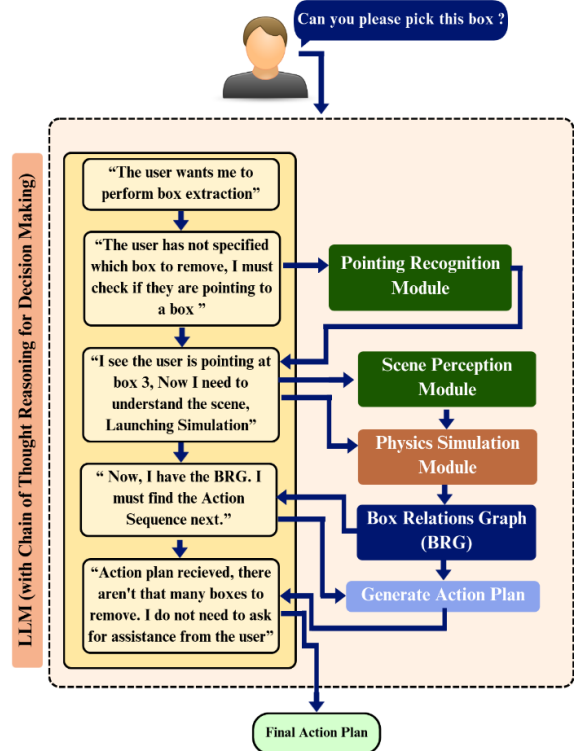 Can you please pick this box ?
LLM (with Chain of Thought Reasoning for Decision Making)
“The user wants me to
perform box extraction”
“The user has not specified
which box to remove, I must
check if they are pointing to
a box ”
Pointing Recognition
Module
“I see the user is pointing at
box 3, Now I need to
understand the scene,
Launching Simulation”
Scene Perception
Module
Physics Simulation
Module
“ Now, I have the BRG. I
must find the Action
Sequence next.”
Box Relations Graph
(BRG)
“Action plan recieved, there
aren't that many boxes to
remove. I do not need to ask
for assistance from the user”
Generate Action Plan
Final Action Plan